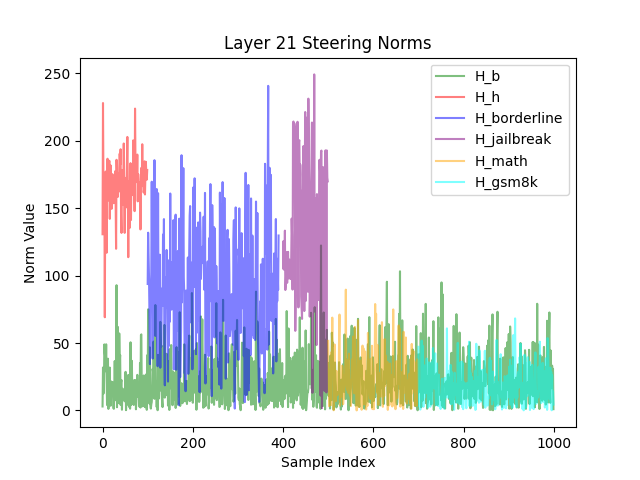 Layer 21 Steering Norms
Norm Value
250
200
150
100
50
0
H_b
H_h
H_borderline
H_jailbreak
H_math
H_gsm8k
0
200
400
600
800
1000
Sample Index